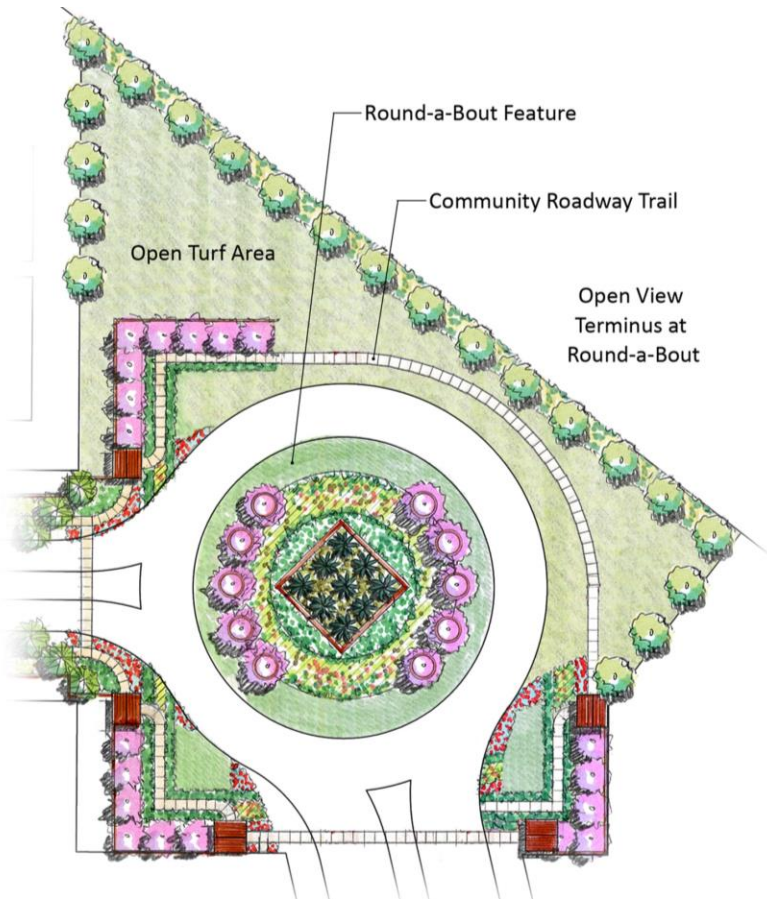 Round-a-Bout Feature
Community Roadway Trail
Open Turf Area
Open View
Terminus at
Round-a-Bout